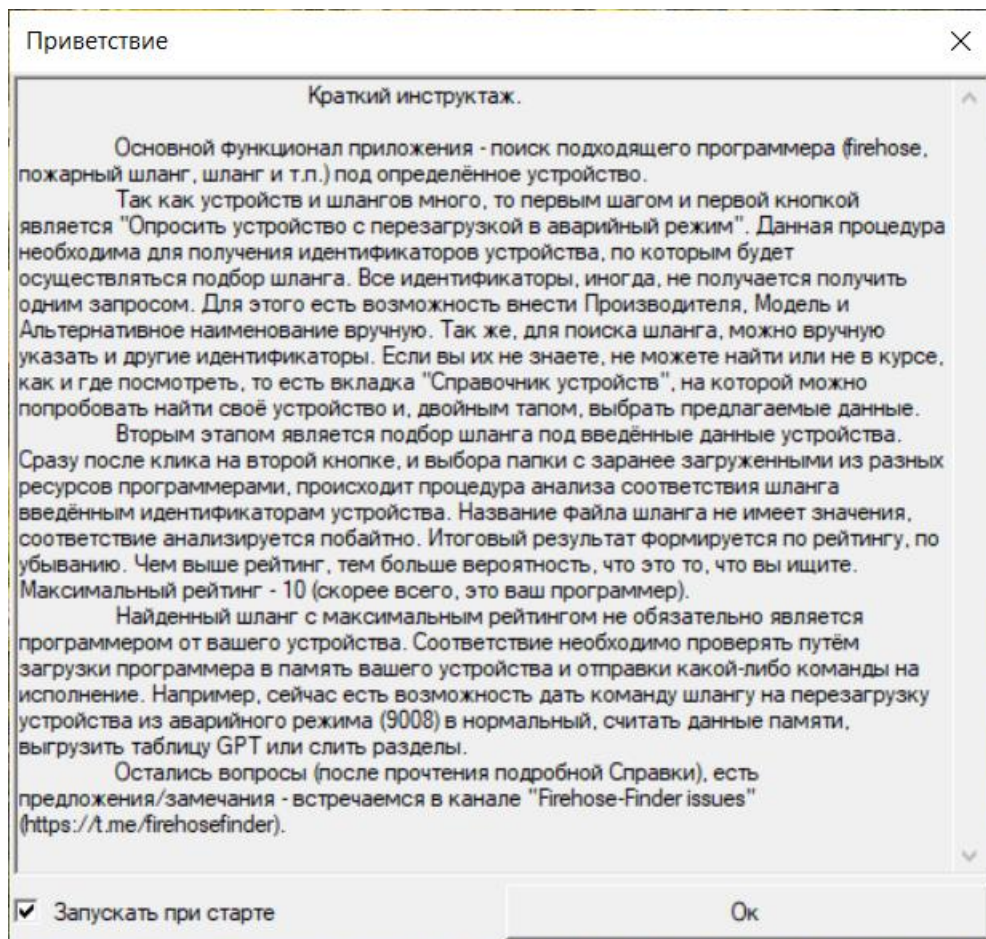 Приветствие
Краткий инструктаж.
Основной функционал приложения - поиск подходящего программера (firehose,
пожарный шланг, шланг и т.п.) под определённое устройство.
Так как устройств и шлангов много, то первым шагом и первой кнопкой
является "Опросить устройство с перезагрузкой в аварийный режим". Данная процедура
необходима для получения идентификаторов устройства, по которым будет
осуществляться подбор шланга. Все идентификаторы, иногда, не получается получить
одним запросом. Для этого есть возможность внести Производителя, Модель и
Альтернативное наименование вручную. Так же, для поиска шланга, можно вручную
указать и другие идентификаторы. Если вы их не знаете, не можете найти или не в курсе,
как и где посмотреть, то есть вкладка "Справочник устройств", на которой можно
попробовать найти своё устройство и, двойным тапом, выбрать предлагаемые данные.
Вторым этапом является подбор шланга под введённые данные устройства.
Сразу после клика на второй кнопке, и выбора папки с заранее загруженными из разных
ресурсов программерами, происходит процедура анализа соответствия шланга
введённым идентификаторам устройства. Название файла шланга не имеет значения,
соответствие анализируется побайтно. Итоговый результат формируется по рейтингу, по
убыванию. Чем выше рейтинг, тем больше вероятность, что это то, что вы ищите.
Максимальный рейтинг - 10 (скорее всего, это ваш программер).
Найденный шланг с максимальным рейтингом не обязательно является
программером от вашего устройства. Соответствие необходимо проверять путём
загрузки программера в память вашего устройства и отправки какой-либо команды на
исполнение. Например, сейчас есть возможность дать команду шлангу на перезагрузку
устройства из аварийного режима (9008) в нормальный, считать данные памяти,
выгрузить таблицу GPT или слить разделы.
Остались вопросы (после прочтения подробной Справки), есть
предложения/замечания - встречаемся в канале "Firehose-Finder issues"
(https://t.me/firehosefinder).
Запускать при старте
Ок